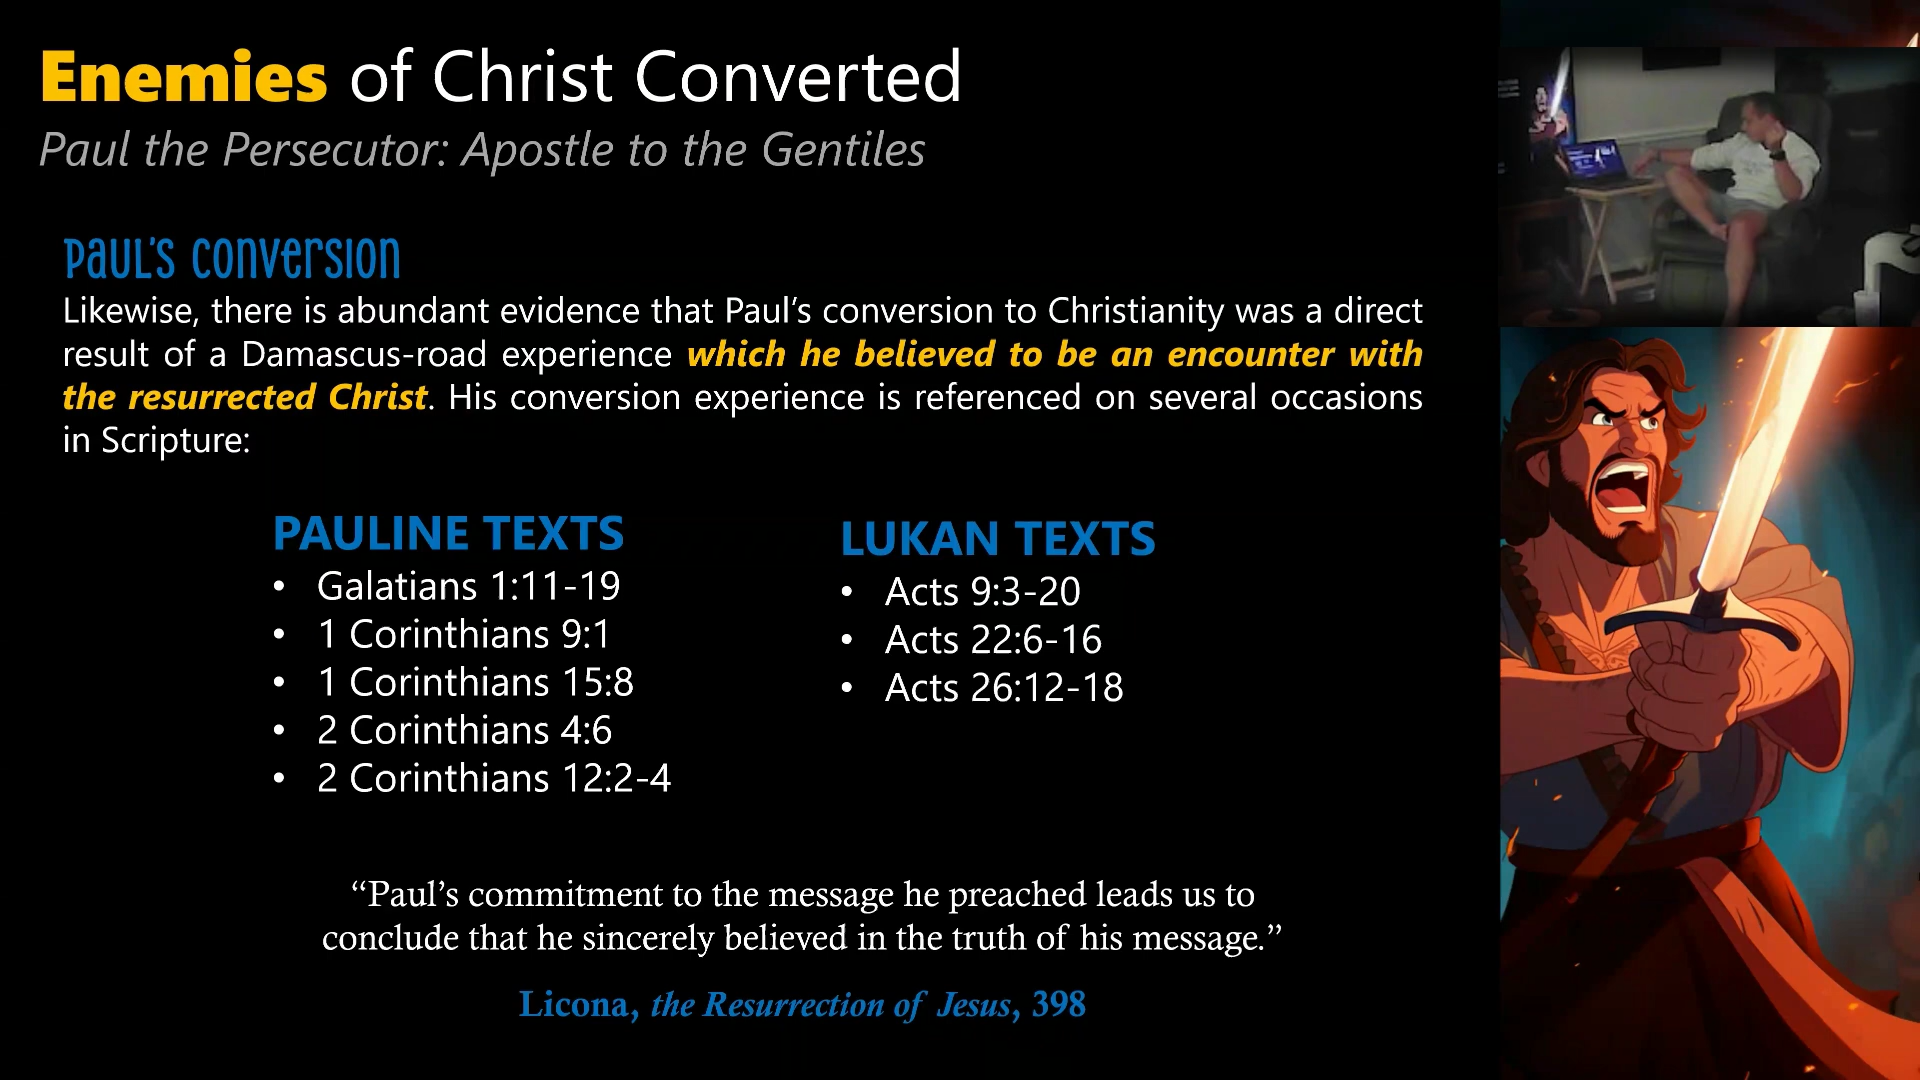 Enemies of Christ Converted
Paul the Persecutor: Apostle to the Gentiles
Paul's Conversion
Likewise, there is abundant evidence that Paul’s conversion to Christianity was a direct
result of a Damascus-road experience which he believed to be an encounter with
the resurrected Christ. His conversion experience is referenced on several occasions
in Scripture:
PAULINE TEXTS
• Galatians 1:11-19
• 1 Corinthians 9:1
• 1 Corinthians 15:8
• 2 Corinthians 4:6
• 2 Corinthians 12:2-4
LUKAN TEXTS
• Acts 9:3-20
• Acts 22:6-16
• Acts 26:12-18
“Paul’s commitment to the message he preached leads us to
conclude that he sincerely believed in the truth of his message.”
Licona, the Resurrection of Jesus, 398